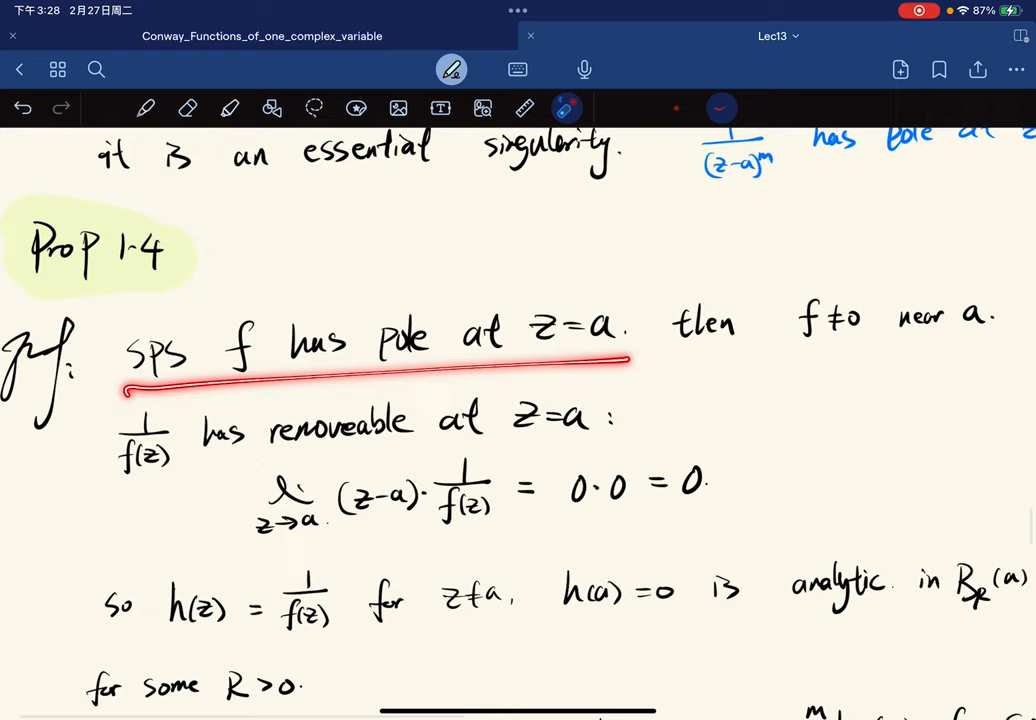 下午3:28 2月27日周二
87%
Conway_Functions_of_one_complex_variable
Lec13
it is an essential singularity.
1/(z-a)^m has pole at
Prop 1.4
prf: sps f has pole at z=a. then f≠0 near a.
1/f(z) has removeable at z=a:
lim z→a (z-a)·1/f(z) = 0·0 = 0.
so h(z) = 1/f(z) for z≠a, h(a)=0 is analytic. in B_R(a)
for some R>0.